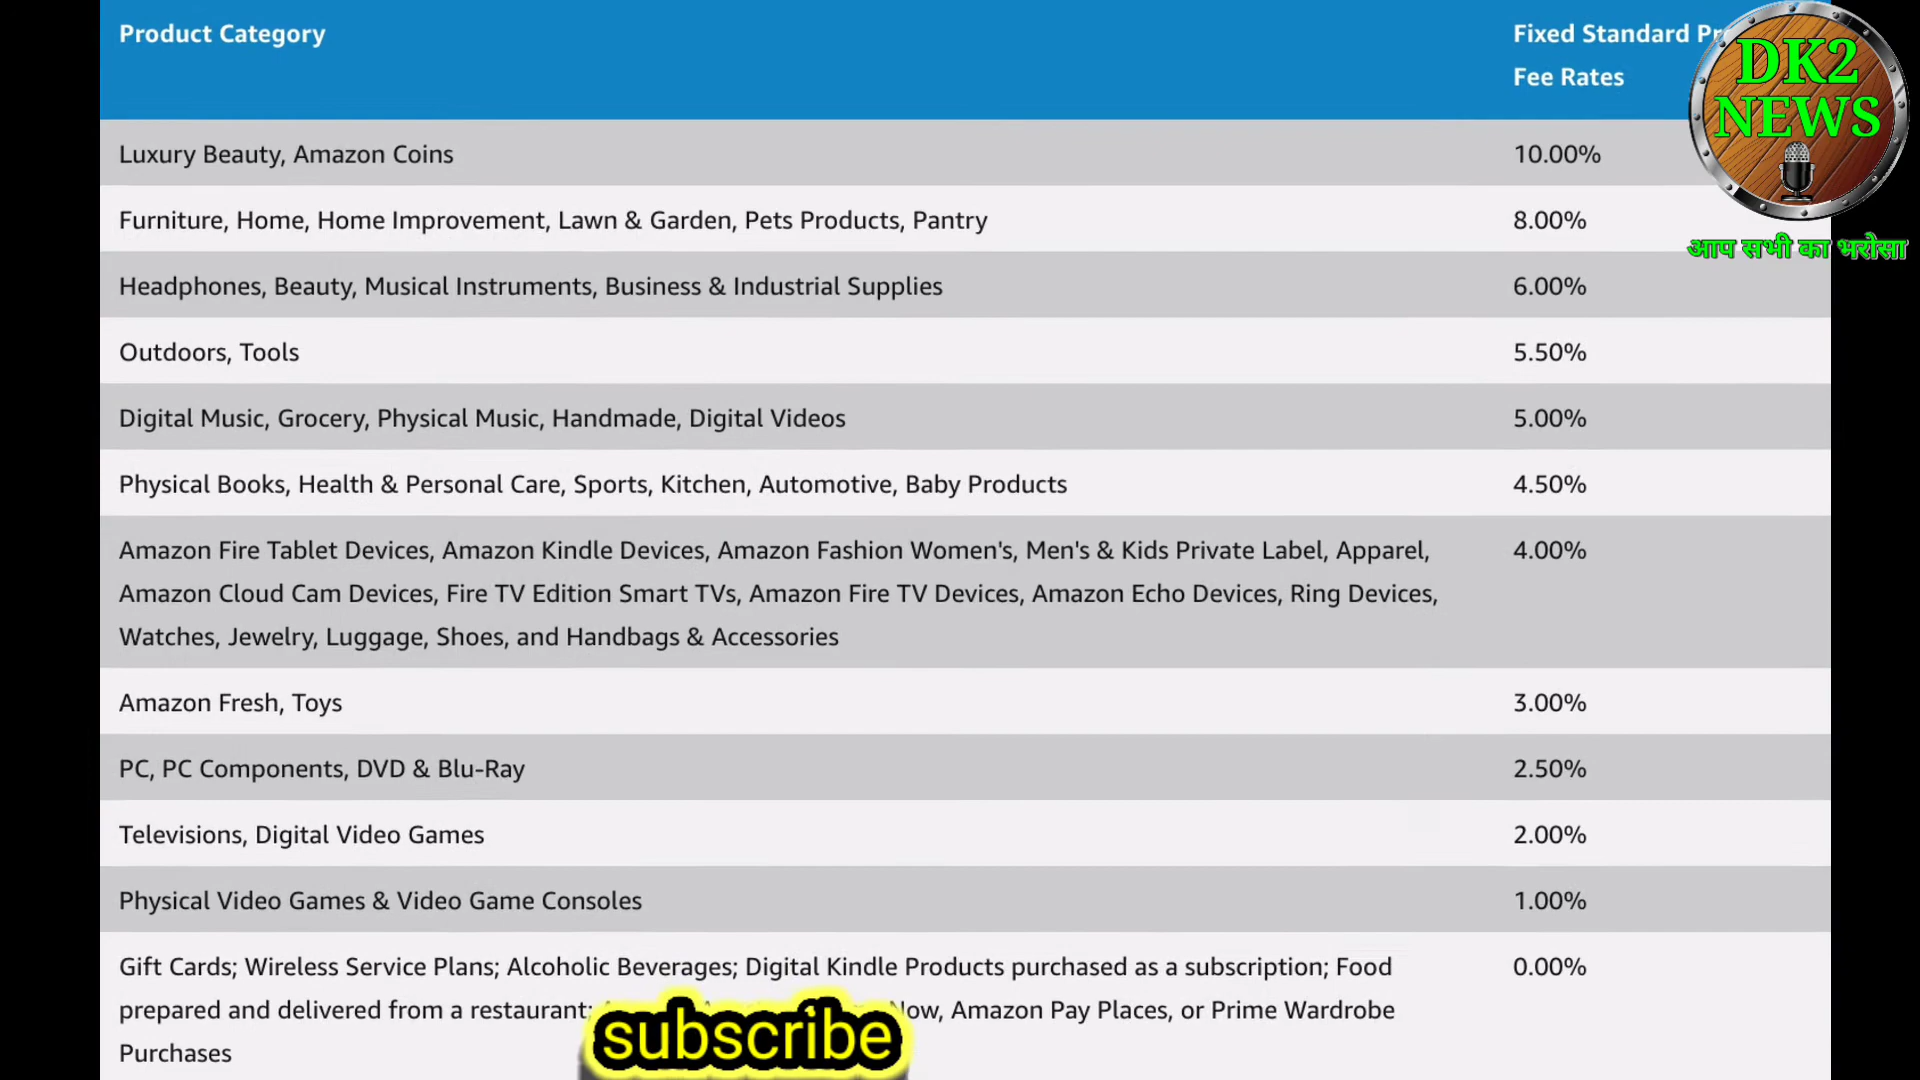 Product Category
Fixed Standard
Fee Rates
DK2
NEWS
आप सभी का भरोसा
Luxury Beauty, Amazon Coins 10.00%
Furniture, Home, Home Improvement, Lawn & Garden, Pets Products, Pantry 8.00%
Headphones, Beauty, Musical Instruments, Business & Industrial Supplies 6.00%
Outdoors, Tools 5.50%
Digital Music, Grocery, Physical Music, Handmade, Digital Videos 5.00%
Physical Books, Health & Personal Care, Sports, Kitchen, Automotive, Baby Products 4.50%
Amazon Fire Tablet Devices, Amazon Kindle Devices, Amazon Fashion Women's, Men's & Kids Private Label, Apparel, 4.00%
Amazon Cloud Cam Devices, Fire TV Edition Smart TVs, Amazon Fire TV Devices, Amazon Echo Devices, Ring Devices,
Watches, Jewelry, Luggage, Shoes, and Handbags & Accessories
Amazon Fresh, Toys 3.00%
PC, PC Components, DVD & Blu-Ray 2.50%
Televisions, Digital Video Games 2.00%
Physical Video Games & Video Game Consoles 1.00%
Gift Cards; Wireless Service Plans; Alcoholic Beverages; Digital Kindle Products purchased as a subscription; Food 0.00%
prepared and delivered from a restaurant; Now, Amazon Pay Places, or Prime Wardrobe
Purchases
subscribe